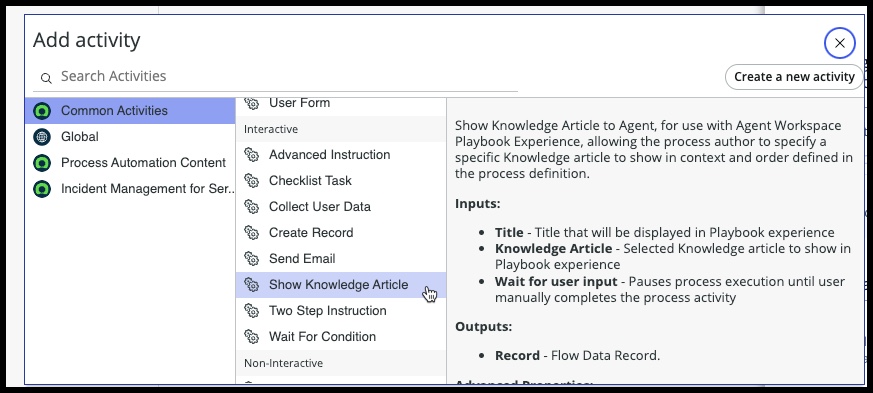 Add activity
Search Activities
Create a new activity
Common Activities
Global
Process Automation Content
Incident Management for Ser..
User Form
Interactive
Advanced Instruction
Checklist Task
Collect User Data
Create Record
Send Email
Show Knowledge Article
Two Step Instruction
Wait For Condition
Non-Interactive
Show Knowledge Article to Agent, for use with Agent Workspace
Playbook Experience, allowing the process author to specify a
specific Knowledge article to show in context and order defined in
the process definition.
Inputs:
• Title - Title that will be displayed in Playbook experience
• Knowledge Article - Selected Knowledge article to show in
Playbook experience
• Wait for user input - Pauses process execution until user
manually completes the process activity
Outputs:
• Record - Flow Data Record.
Advanced Properties: